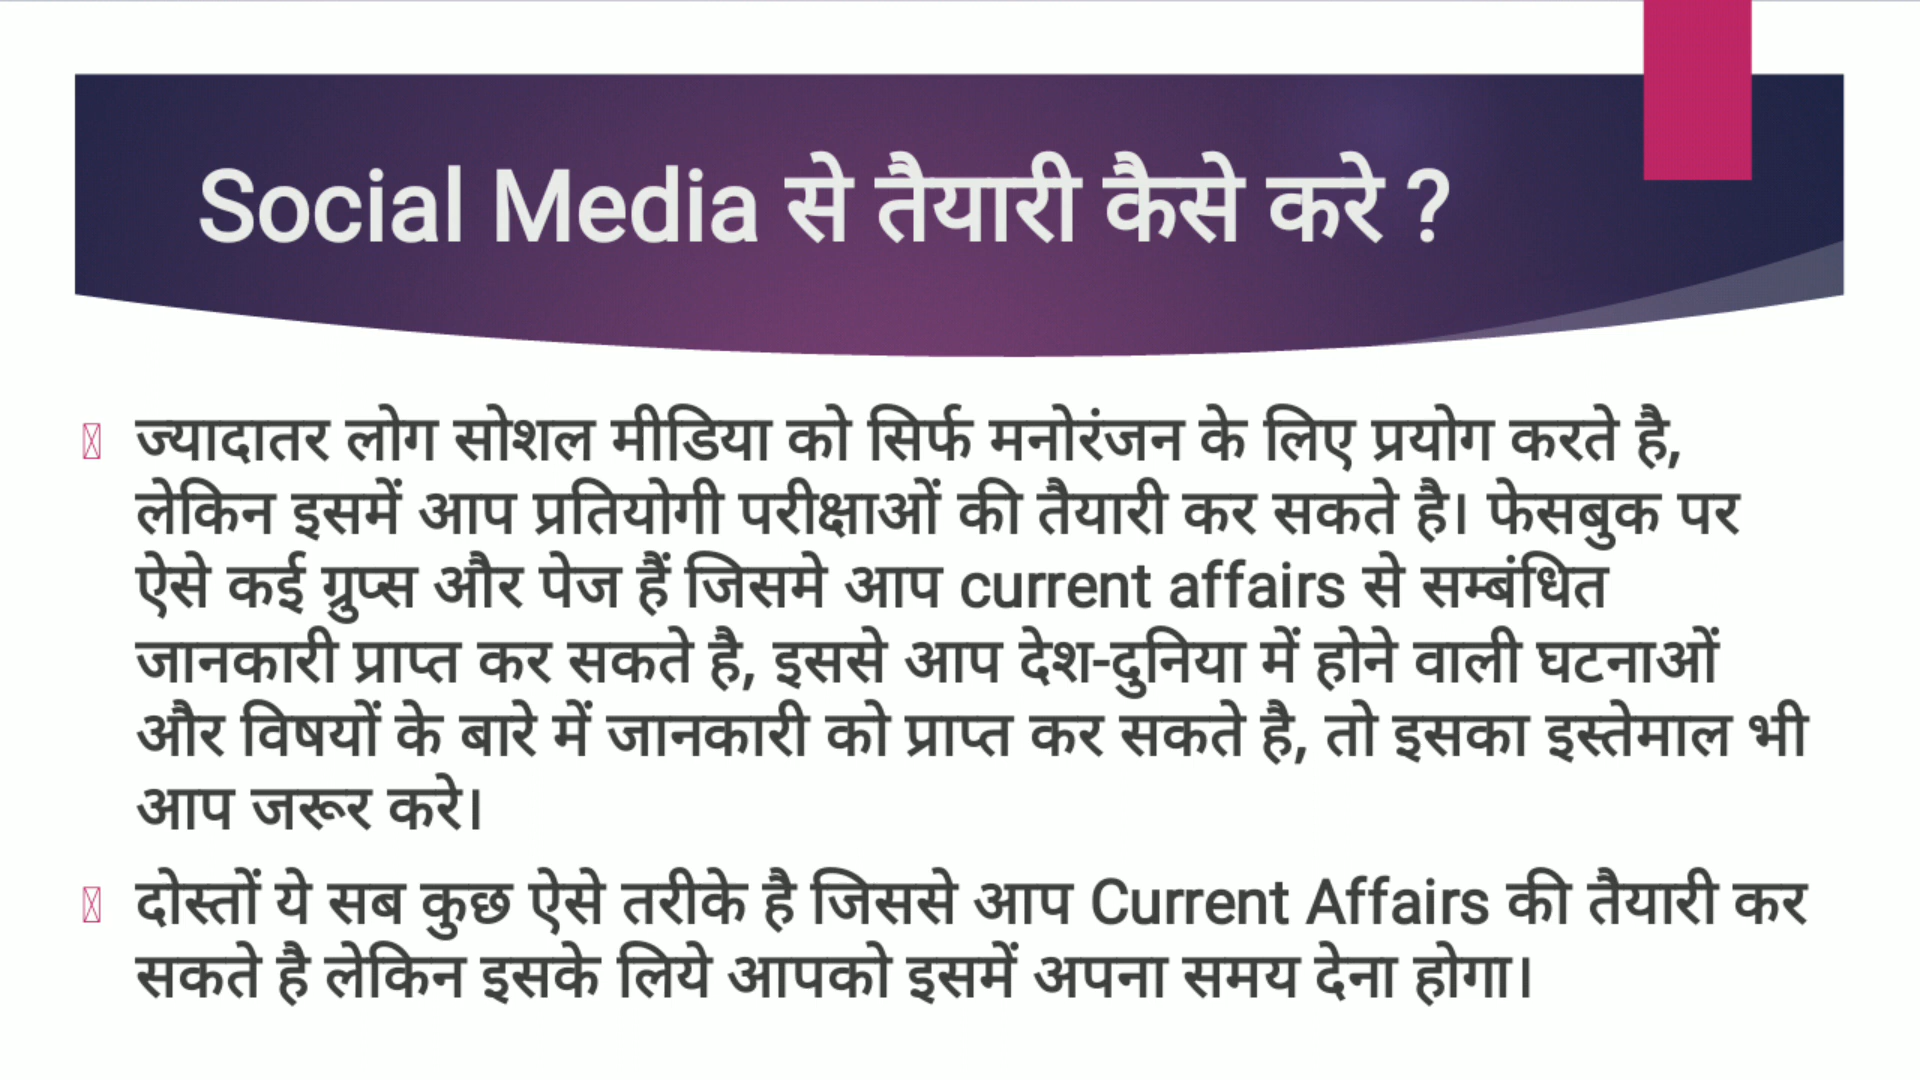 Social Media से तैयारी कैसे करे ?
ज्यादातर लोग सोशल मीडिया को सिर्फ मनोरंजन के लिए प्रयोग करते है,
लेकिन इसमें आप प्रतियोगी परीक्षाओं की तैयारी कर सकते है। फेसबुक पर
ऐसे कई ग्रुप्स और पेज हैं जिसमे आप current affairs से सम्बंधित
जानकारी प्राप्त कर सकते है, इससे आप देश-दुनिया में होने वाली घटनाओं
और विषयों के बारे में जानकारी को प्राप्त कर सकते है, तो इसका इस्तेमाल भी
आप जरूर करे।
दोस्तों ये सब कुछ ऐसे तरीके है जिससे आप Current Affairs की तैयारी कर
सकते है लेकिन इसके लिये आपको इसमें अपना समय देना होगा।